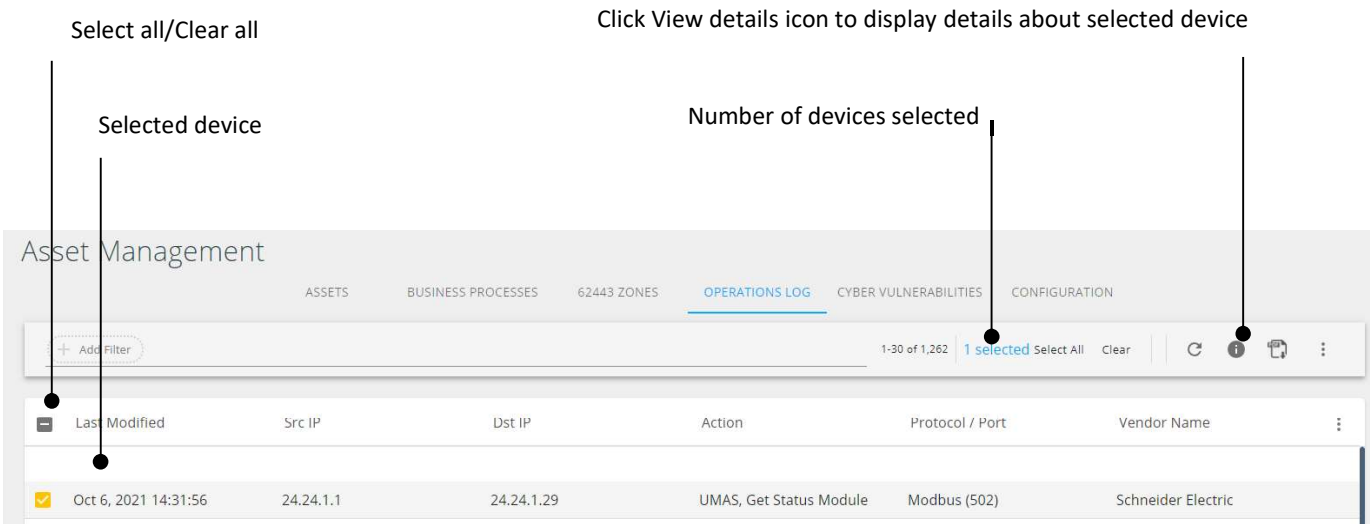 Click View details icon to display details about selected device
Select all/Clear all
Number of devices selected
Selected device
Asset Management
ASSETS BUSINESS PROCESSES 62443 ZONES OPERATIONS LOG CYBER VULNERABILITIES CONFIGURATION
+ Add Filter 1-30 of 1,262 1 selected Select All Clear
Last Modified Src IP Dst IP Action Protocol / Port Vendor Name
Oct 6, 2021 14:31:56 24.24.1.1 24.24.1.29 UMAS, Get Status Module Modbus (502) Schneider Electric